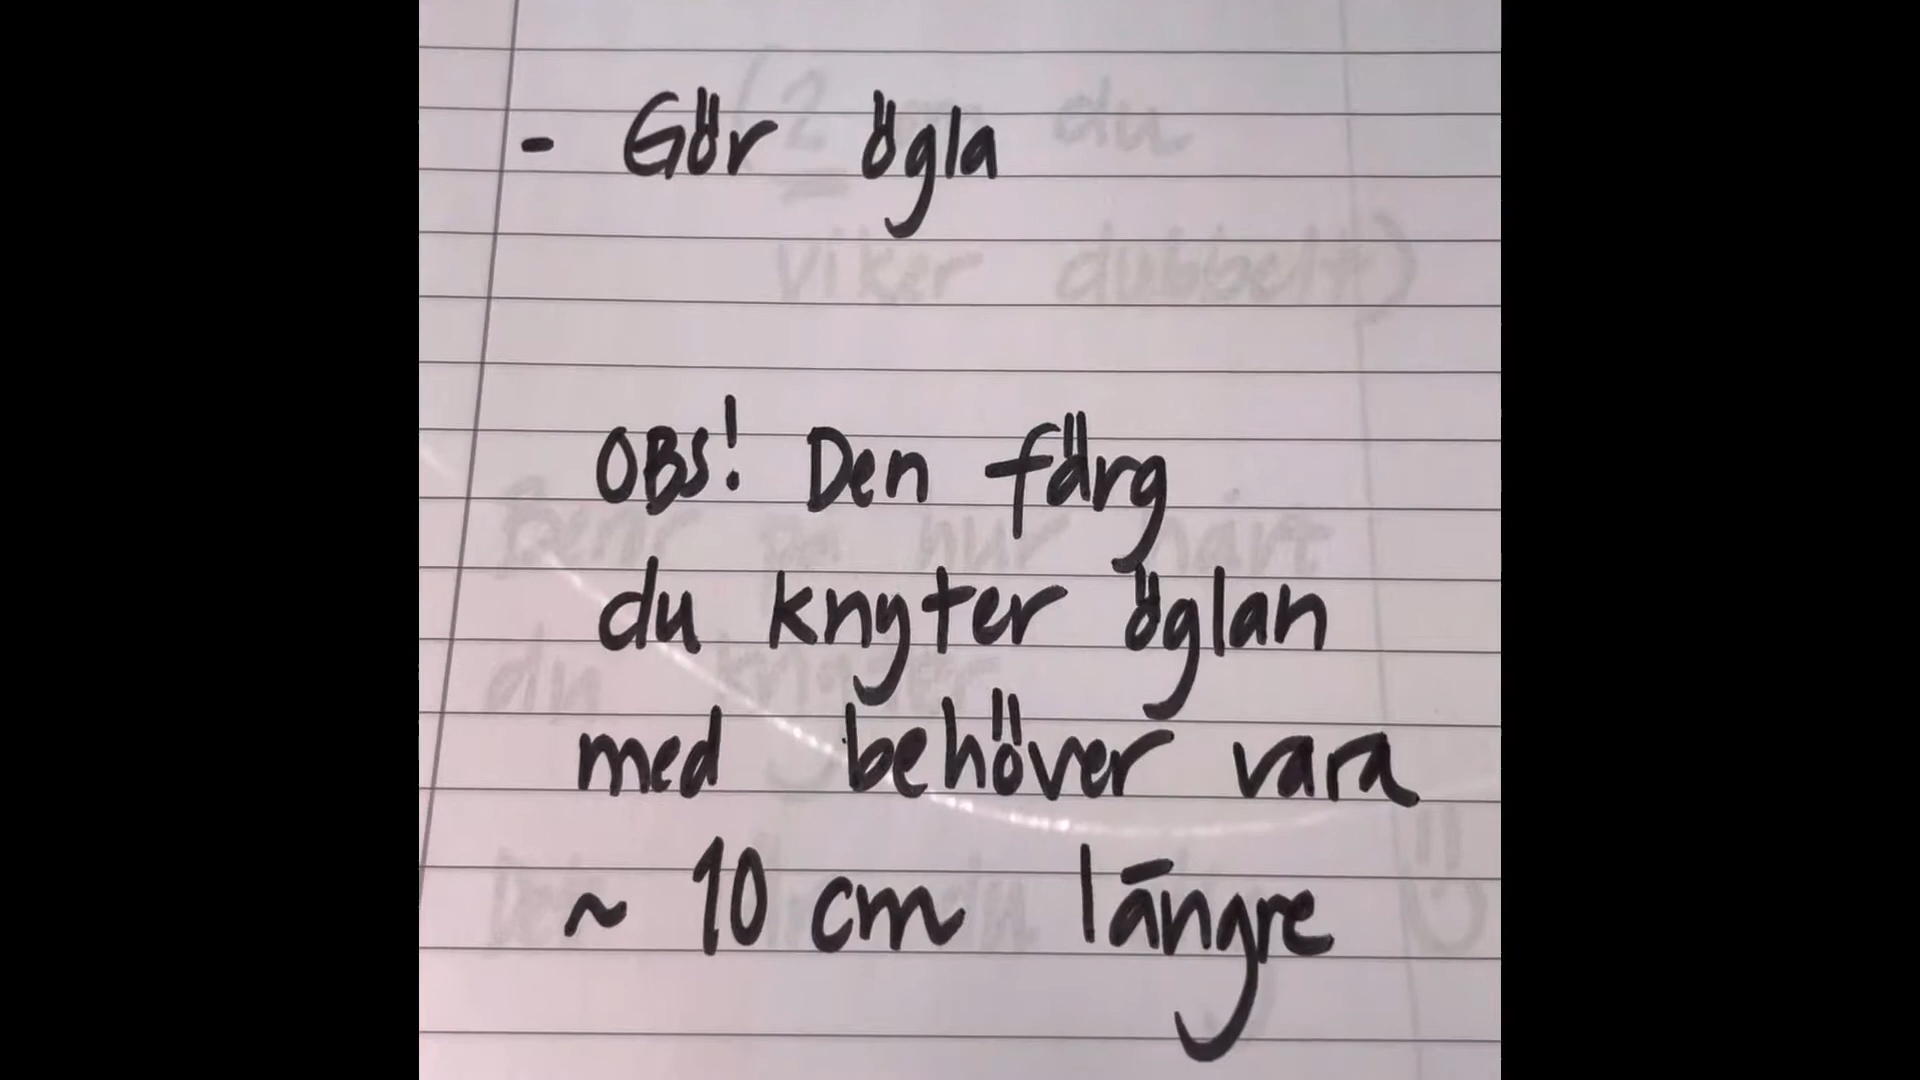 - Gör ögla
OBS! Den färg
du knyter öglan
med behöver vara
~ 10 cm längre